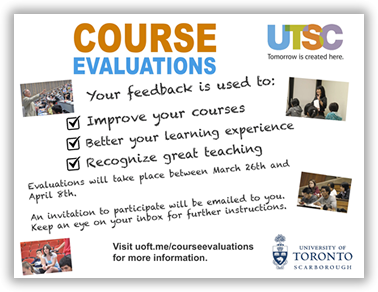 COURSE
EVALUATIONS
UTSC
Tomorrow is created here.
Your feedback is used to:
Improve your courses
Better your learning experience
Recognize great teaching
Evaluations will take place between March 26th and
April 8th.
An invitation to participate will be emailed to you.
Keep an eye on your inbox for further instructions.
Visit uoft.me/courseevaluations
for more information.
UNIVERSITY OF
TORONTO
SCARBOROUGH